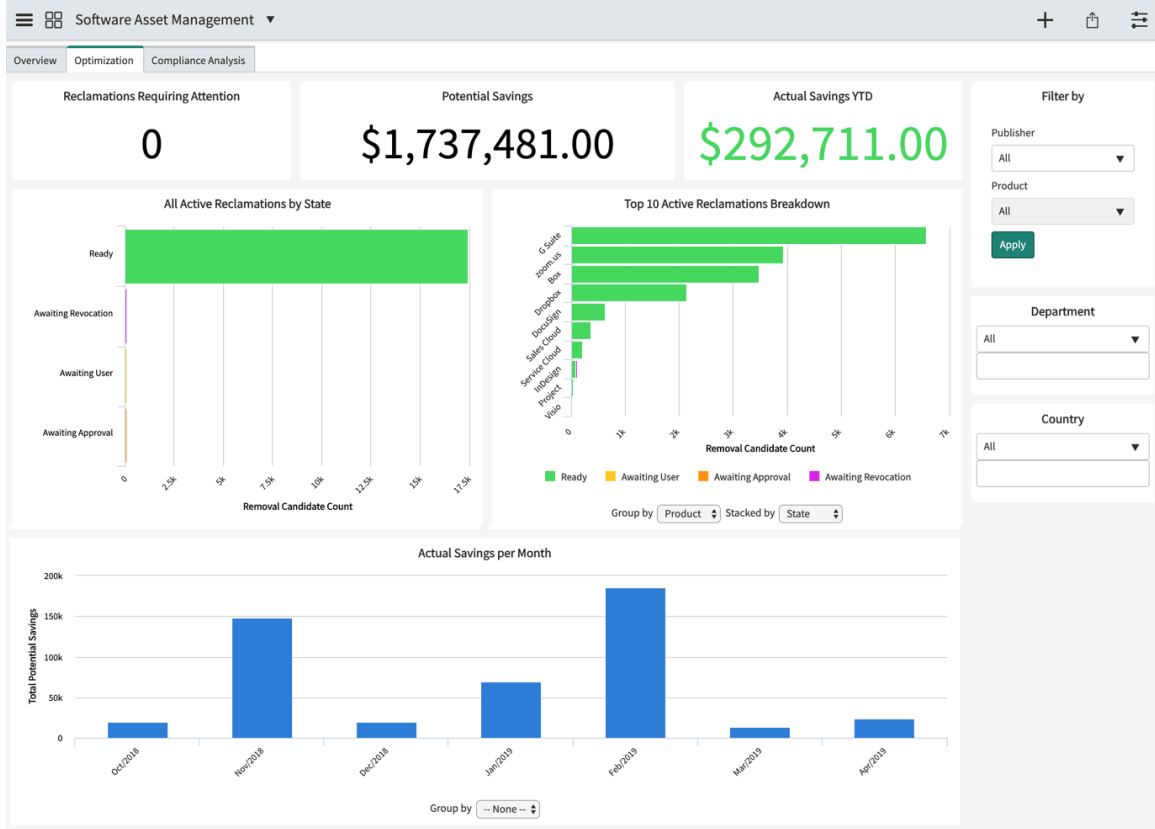 Software Asset Management
Overview
Optimization
Compliance Analysis
Reclamations Requiring Attention
0
Potential Savings
$1,737,481.00
Actual Savings YTD
$292,711.00
Filter by
Publisher
All
Product
All
Apply
Department
All
Country
All
All Active Reclamations by State
Ready
Awaiting Revocation
Awaiting User
Awaiting Approval
0
2.5k
5k
7.5k
10k
12.5k
15k
17.5k
Removal Candidate Count
Top 10 Active Reclamations Breakdown
G Suite
zoom.us
Box
Dropbox
DocuSign
Sales Cloud
Service Cloud
InDesign
Project
Visio
0
1k
2k
3k
4k
5k
6k
7k
Removal Candidate Count
Ready
Awaiting User
Awaiting Approval
Awaiting Revocation
Group by Product Stacked by State
Actual Savings per Month
Total Potential Savings
200k
150k
100k
50k
0
Oct/2018
Nov/2018
Dec/2018
Jan/2019
Feb/2019
Mar/2019
Apr/2019
Group by -- None --